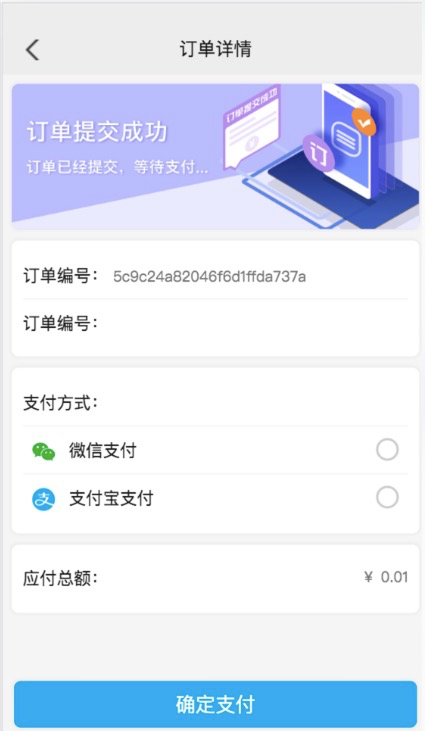 订单详情
订单提交成功
订单已经提交，等待支付...
订单提交成功
订
订单编号：5c9c24a82046f6d1ffda737a
订单编号：
支付方式：
微信支付
支 支付宝支付
应付总额：¥ 0.01
确定支付